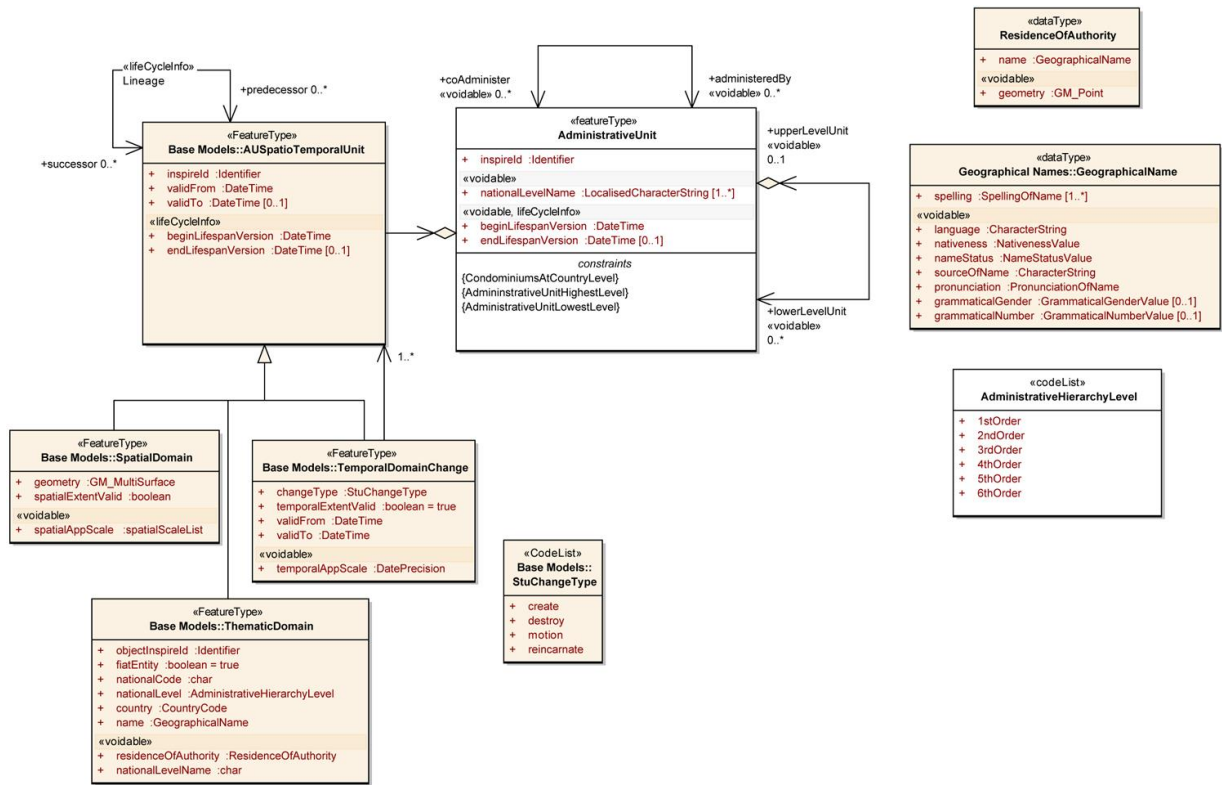 «lifeCycleInfo»
Lineage
+predecessor 0..*
+successor 0..*
«FeatureType»
Base Models::AUSpatioTemporalUnit
+ inspireId :Identifier
+ validFrom :DateTime
+ validTo :DateTime [0..1]
«lifeCycleInfo»
+ beginLifespanVersion :DateTime
+ endLifespanVersion :DateTime [0..1]
+coAdminister
«voidable» 0..*
+administeredBy
«voidable» 0..*
«featureType»
AdministrativeUnit
+ inspireId :Identifier
«voidable»
+ nationalLevelName :LocalisedCharacterString [1..*]
«voidable, lifeCycleInfo»
+ beginLifespanVersion :DateTime
+ endLifespanVersion :DateTime [0..1]
constraints
{CondominiumsAtCountryLevel}
{AdmininstrativeUnitHighestLevel}
{AdministrativeUnitLowestLevel}
+upperLevelUnit
«voidable»
0..1
+lowerLevelUnit
«voidable»
0..*
«dataType»
ResidenceOfAuthority
+ name :GeographicalName
«voidable»
+ geometry :GM_Point
«dataType»
Geographical Names::GeographicalName
+ spelling :SpellingOfName [1..*]
«voidable»
+ language :CharacterString
+ nativeness :NativenessValue
+ nameStatus :NameStatusValue
+ sourceOfName :CharacterString
+ pronunciation :PronunciationOfName
+ grammaticalGender :GrammaticalGenderValue [0..1]
+ grammaticalNumber :GrammaticalNumberValue [0..1]
«codeList»
AdministrativeHierarchyLevel
+ 1stOrder
+ 2ndOrder
+ 3rdOrder
+ 4thOrder
+ 5thOrder
+ 6thOrder
1..*
«FeatureType»
Base Models::SpatialDomain
+ geometry :GM_MultiSurface
+ spatialExtentValid :boolean
«voidable»
+ spatialAppScale :spatialScaleList
«FeatureType»
Base Models::TemporalDomainChange
+ changeType :StuChangeType
+ temporalExtentValid :boolean = true
+ validFrom :DateTime
+ validTo :DateTime
«voidable»
+ temporalAppScale :DatePrecision
«CodeList»
Base Models::
StuChangeType
+ create
+ destroy
+ motion
+ reincarnate
«FeatureType»
Base Models::ThematicDomain
+ objectInspireId :Identifier
+ fiatEntity :boolean = true
+ nationalCode :char
+ nationalLevel :AdministrativeHierarchyLevel
+ country :CountryCode
+ name :GeographicalName
«voidable»
+ residenceOfAuthority :ResidenceOfAuthority
+ nationalLevelName :char